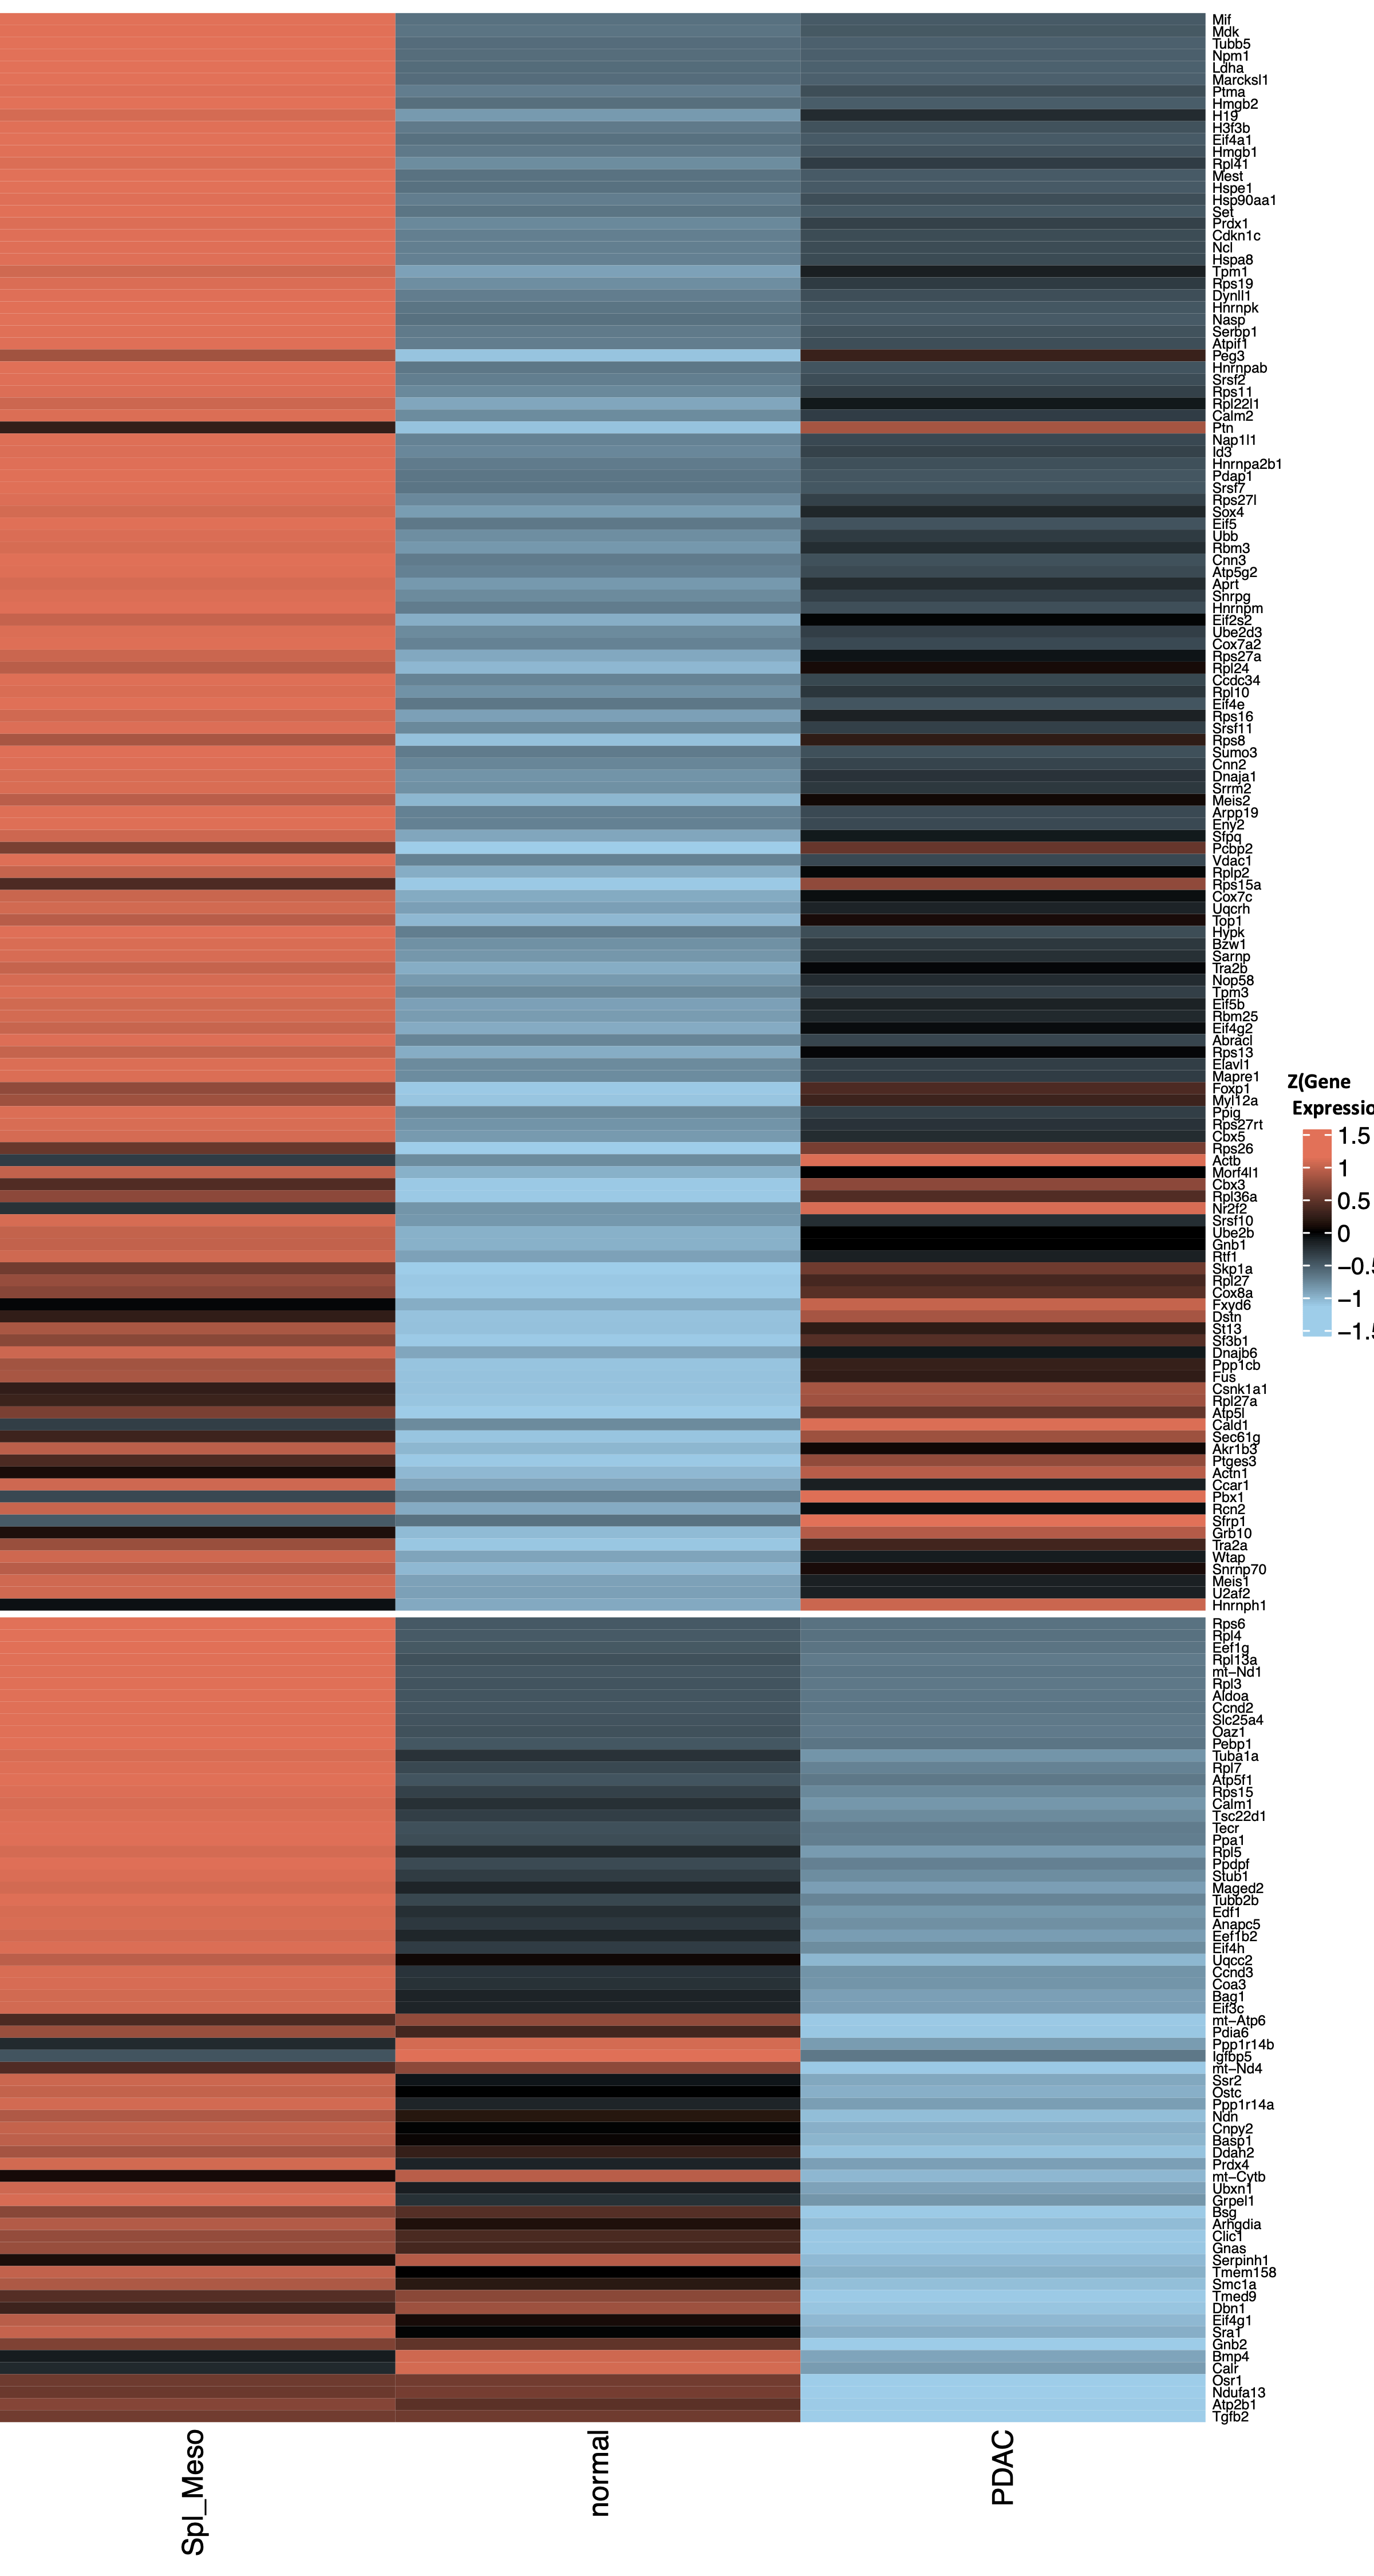 Mif
Mdk
Tubb5
Npm1
Ldha
Marcksl1
Ptma
Hmgb2
H19
H3f3b
Eif4a1
Hmgb1
Rpl41
Mest
Hspe1
Hsp90aa1
Set
Prdx1
Cdkn1c
Ncl
Hspa8
Tpm1
Rps19
Dynll1
Hnrnpk
Nasp
Serbp1
Atpif1
Peg3
Hnrnpab
Srsf2
Rps11
Rpl22l1
Calm2
Ptn
Nap1l1
Id3
Hnrnpa2b1
Pdap1
Srsf7
Rps27l
Sox4
Eif5
Ubb
Rbm3
Cnn3
Atp5g2
Aprt
Snrpg
Hnrnpm
Eif2s2
Ube2d3
Cox7a2
Rps27a
Rpl24
Ccdc34
Rpl10
Eif4e
Rps16
Srsf11
Rps8
Sumo3
Cnn2
Dnaja1
Srrm2
Meis2
Arpp19
Eny2
Sfpq
Pcbp2
Vdac1
Rplp2
Rps15a
Cox7c
Uqcrh
Top1
Hypk
Bzw1
Sarnp
Tra2b
Nop58
Tpm3
Eif5b
Rbm25
Eif4g2
Abracl
Rps13
Elavl1
Mapre1
Foxp1
Myl12a
Ppig
Rps27rt
Cbx5
Rps26
Actb
Morf4l1
Cbx3
Rpl36a
Nr2f2
Srsf10
Ube2b
Gnb1
Rtf1
Skp1a
Rpl27
Cox8a
Fxyd6
Dstn
St13
Sf3b1
Dnajb6
Ppp1cb
Fus
Csnk1a1
Rpl27a
Atp5l
Cald1
Sec61g
Akr1b3
Ptges3
Actn1
Ccar1
Pbx1
Rcn2
Sfrp1
Grb10
Tra2a
Wtap
Snrnp70
Meis1
U2af2
Hnrnph1
Rps6
Rpl4
Eef1g
Rpl13a
mt−Nd1
Rpl3
Aldoa
Ccnd2
Slc25a4
Oaz1
Pebp1
Tuba1a
Rpl7
Atp5f1
Rps15
Calm1
Tsc22d1
Tecr
Ppa1
Rpl5
Ppdpf
Stub1
Maged2
Tubb2b
Edf1
Anapc5
Eef1b2
Eif4h
Uqcc2
Ccnd3
Coa3
Bag1
Eif3c
mt−Atp6
Pdia6
Ppp1r14b
Igfbp5
mt−Nd4
Ssr2
Ostc
Ppp1r14a
Ndn
Cnpy2
Basp1
Ddah2
Prdx4
mt−Cytb
Ubxn1
Grpel1
Bsg
Arhgdia
Clic1
Gnas
Serpinh1
Tmem158
Smc1a
Tmed9
Dbn1
Eif4g1
Sra1
Gnb2
Bmp4
Calr
Osr1
Ndufa13
Atp2b1
Tgfb2
Z(Gene
Expressio
1.5
1
0.5
0
−0.5
−1
−1.5
Spl_Meso
normal
PDAC